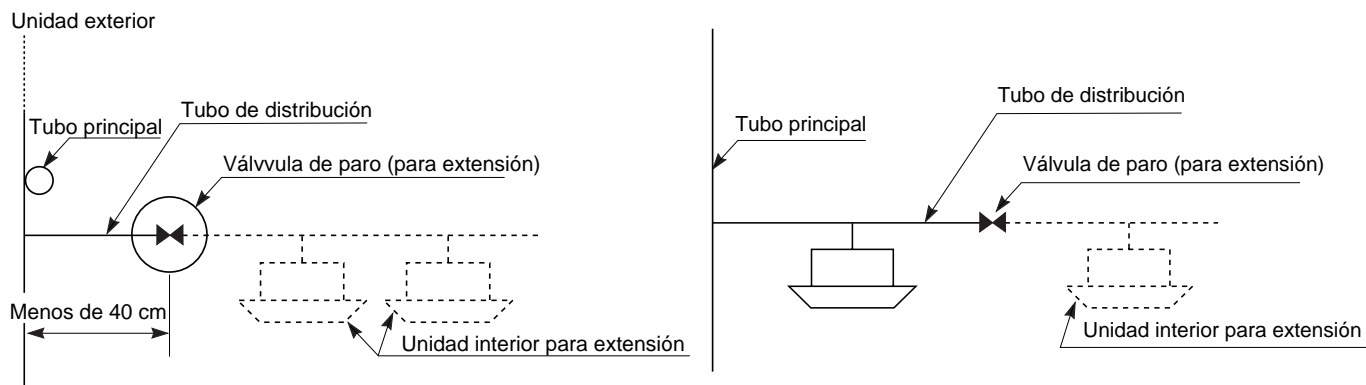 Unidad exterior
Tubo de distribución
Tubo principal
Válvvula de paro (para extensión)
Menos de 40 cm
Unidad interior para extensión
Tubo de distribución
Tubo principal
Válvula de paro (para extensión)
Unidad interior para extensión